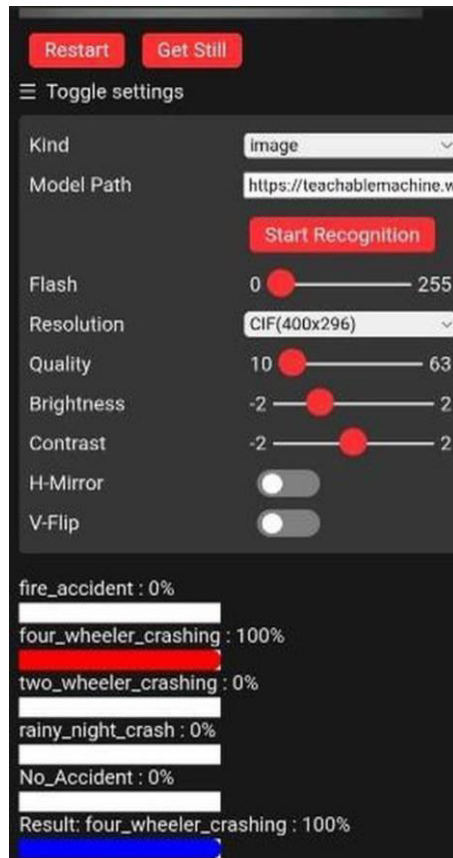 Restart Get Still
☰ Toggle settings
Kind image
Model Path https://teachablemachine.w
Start Recognition
Flash 0 255
Resolution CIF(400x296)
Quality 10 63
Brightness -2 2
Contrast -2 2
H-Mirror
V-Flip
fire_accident : 0%
four_wheeler_crashing : 100%
two_wheeler_crashing : 0%
rainy_night_crash : 0%
No_Accident : 0%
Result: four_wheeler_crashing : 100%